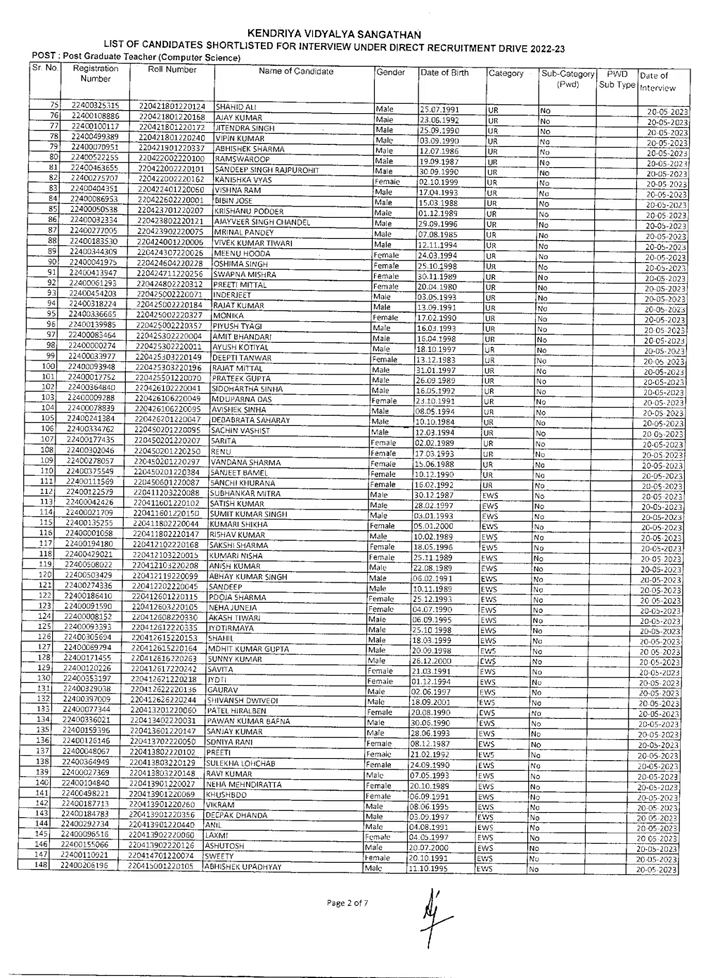 KENDRIYA VIDYALYA SANGATHAN
LIST OF CANDIDATES SHORTLISTED FOR INTERVIEW UNDER DIRECT RECRUITMENT DRIVE 2022-23
POST : Post Graduate Teacher (Computer Science)
Sr. No. Registration Number Roll Number Name of Candidate Gender Date of Birth Category Sub-Category (Pwd) PWD Sub Type Date of Interview
75 22400325315 220421801220124 SHAHID ALI Male 25.07.1991 UR No 20-05-2023
76 22400108886 220421801220168 AJAY KUMAR Male 23.06.1992 UR No 20-05-2023
77 22400100117 220421801220172 JITENDRA SINGH Male 25.09.1990 UR No 20-05-2023
78 22400499389 220421801220240 VIPIN KUMAR Male 03.09.1990 UR No 20-05-2023
79 22400070951 220421901220337 ABHISHEK SHARMA Male 12.07.1986 UR No 20-05-2023
80 22400522255 220422002220100 RAMSWAROOP Male 19.09.1987 UR No 20-05-2023
81 22400463655 220422002220101 SANDEEP SINGH RAJPUROHIT Male 30.09.1990 UR No 20-05-2023
82 22400275707 220422002220162 KANISHKA VYAS Female 02.10.1999 UR No 20-05-2023
83 22400404351 220422401220060 VISHNA RAM Male 17.04.1993 UR No 20-05-2023
84 22400086953 220422602220001 BIBIN JOSE Male 15.03.1988 UR No 20-05-2023
85 22400050538 220423701220207 KRISHANU PODDER Male 01.12.1989 UR No 20-05-2023
86 22400032334 220423802220121 AJAYVEER SINGH CHANDEL Male 29.09.1996 UR No 20-05-2023
87 22400277005 220423902220075 MRINAL PANDEY Male 07.08.1985 UR No 20-05-2023
88 22400183530 220424001220006 VIVEK KUMAR TIWARI Male 12.11.1994 UR No 20-05-2023
89 22400344309 220424307220026 MEENU HOODA Female 24.03.1994 UR No 20-05-2023
90 22400041975 220424604220228 OSHIMA SINGH Female 25.10.1998 UR No 20-05-2023
91 22400413947 220424711220256 SWAPNA MISHRA Female 30.11.1989 UR No 20-05-2023
92 22400061293 220424802220312 PREETI MITTAL Female 20.04.1980 UR No 20-05-2023
93 22400454203 220425002220071 INDERJEET Male 03.05.1993 UR No 20-05-2023
94 22400318224 220425002220184 RAJAT KUMAR Male 13.09.1991 UR No 20-05-2023
95 22400336665 220425002220327 MONIKA Female 17.02.1990 UR No 20-05-2023
96 22400139985 220425002220357 PIYUSH TYAGI Male 16.03.1993 UR No 20-05-2023
97 22400083464 220425302220004 AMIT BHANDARI Male 15.04.1998 UR No 20-05-2023
98 22400000274 220425302220011 AYUSH KOTIYAL Male 18.10.1997 UR No 20-05-2023
99 22400033977 220425303220149 DEEPTI TANWAR Female 13.12.1983 UR No 20-05-2023
100 22400093948 220425303220196 RAJAT MITTAL Male 31.01.1997 UR No 20-05-2023
101 22400017752 220425501220070 PRATEEK GUPTA Male 26.09.1989 UR No 20-05-2023
102 22400364840 220426102220041 SIDDHARTHA SINHA Male 16.05.1992 UR No 20-05-2023
103 22400009288 220426106220049 MDUPARNA DAS Female 23.10.1991 UR No 20-05-2023
104 22400078839 220426106220095 AVISHEK SINHA Male 08.05.1994 UR No 20-05-2023
105 22400241384 220426201220047 DEBABRATA SAHARAY Male 10.10.1984 UR No 20-05-2023
106 22400334762 220450201220095 SACHIN VASHIST Male 12.03.1994 UR No 20-05-2023
107 22400177435 220450201220207 SARITA Female 02.02.1989 UR No 20-05-2023
108 22400302046 220450201220250 RENU Female 17.03.1993 UR No 20-05-2023
109 22400278057 220450201220297 VANDANA SHARMA Female 15.06.1988 UR No 20-05-2023
110 22400375549 220450201220384 SANJEET BAMEL Female 10.12.1990 UR No 20-05-2023
111 22400111569 220450601220087 SANCHI KHURANA Female 16.02.1992 UR No 20-05-2023
112 22400122579 220411203220088 SUBHANKAR MITRA Male 30.12.1987 EWS No 20-05-2023
113 22400042426 220411601220102 SATISH KUMAR Male 28.02.1997 EWS No 20-05-2023
114 22400021709 220411601220150 SUMIT KUMAR SINGH Male 03.01.1993 EWS No 20-05-2023
115 22400135255 220411802220044 KUMARI SHIKHA Female 05.01.2000 EWS No 20-05-2023
116 22400001058 220411802220147 RISHAV KUMAR Male 10.02.1989 EWS No 20-05-2023
117 22400194180 220412102220168 SAKSHI SHARMA Female 18.05.1996 EWS No 20-05-2023
118 22400429021 220412103220015 KUMARI NISHA Female 25.11.1989 EWS No 20-05-2023
119 22400508022 220412103220208 ANISH KUMAR Male 22.08.1989 EWS No 20-05-2023
120 22400503429 220412119220099 ABHAY KUMAR SINGH Male 06.02.1991 EWS No 20-05-2023
121 22400274336 220412202220045 SANDEEP Male 10.11.1989 EWS No 20-05-2023
122 22400186410 220412601220115 POOJA SHARMA Female 25.12.1993 EWS No 20-05-2023
123 22400091590 220412603220105 NEHA JUNEJA Female 04.07.1990 EWS No 20-05-2023
124 22400008152 220412608220330 AKASH TIWARI Male 06.09.1995 EWS No 20-05-2023
125 22400093393 220412612220335 JYOTIRMAYA Male 25.10.1998 EWS No 20-05-2023
126 22400305694 220412615220153 SHAHIL Male 18.03.1999 EWS No 20-05-2023
127 22400069794 220412615220164 MOHIT KUMAR GUPTA Male 20.09.1998 EWS No 20-05-2023
128 22400171455 220412616220263 SUNNY KUMAR Male 26.12.2000 EWS No 20-05-2023
129 22400120226 220412617220242 SAVITA Female 21.03.1991 EWS No 20-05-2023
130 22400353197 220412621220218 JYOTI Female 01.12.1994 EWS No 20-05-2023
131 22400329038 220412622220136 GAURAV Male 02.06.1997 EWS No 20-05-2023
132 22400397009 220412626220244 SHIVANSH DWIVEDI Male 18.09.2001 EWS No 20-05-2023
133 22400077344 220413201220060 PATEL HIRALBEN Female 20.08.1990 EWS No 20-05-2023
134 22400336021 220413402220031 PAWAN KUMAR BAFNA Male 30.06.1990 EWS No 20-05-2023
135 22400159396 220413601220147 SANJAY KUMAR Male 28.06.1993 EWS No 20-05-2023
136 22400126146 220413702220050 SONIYA RANI Female 08.12.1987 EWS No 20-05-2023
137 22400048067 220413802220102 PREETI Female 21.02.1992 EWS No 20-05-2023
138 22400364949 220413803220129 SULEKHA LOHCHAB Female 24.09.1990 EWS No 20-05-2023
139 22400027369 220413803220148 RAVI KUMAR Male 07.05.1993 EWS No 20-05-2023
140 22400104840 220413901220027 NEHA MEHNDIRATTA Female 20.10.1989 EWS No 20-05-2023
141 22400498221 220413901220069 KHUSHBOO Female 06.09.1991 EWS No 20-05-2023
142 22400187713 220413901220260 VIKRAM Male 08.06.1995 EWS No 20-05-2023
143 22400184783 220413901220356 DEEPAK DHANDA Male 03.09.1997 EWS No 20-05-2023
144 22400292734 220413901220440 ANIL Male 04.08.1991 EWS No 20-05-2023
145 22400096516 220413902220060 LAXMI Female 04.05.1997 EWS No 20-05-2023
146 22400155066 220413902220126 ASHUTOSH Male 20.07.2000 EWS No 20-05-2023
147 22400110921 220414701220074 SWEETY Female 20.10.1991 EWS No 20-05-2023
148 22400206196 220415001220105 ABHISHEK UPADHYAY Male 11.10.1995 EWS No 20-05-2023
Page 2 of 7